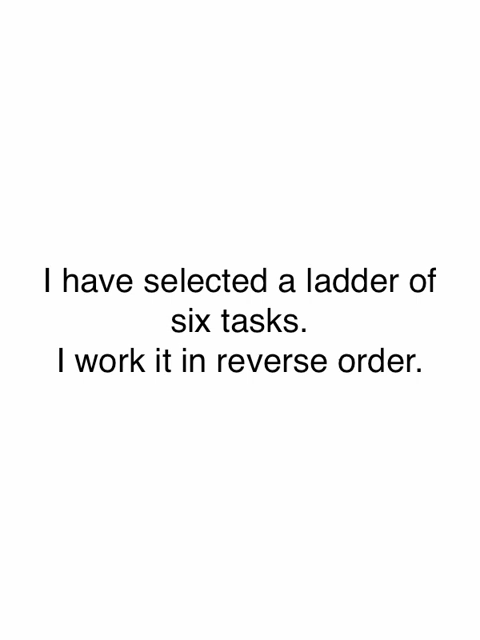 I have selected a ladder of
six tasks.
I work it in reverse order.